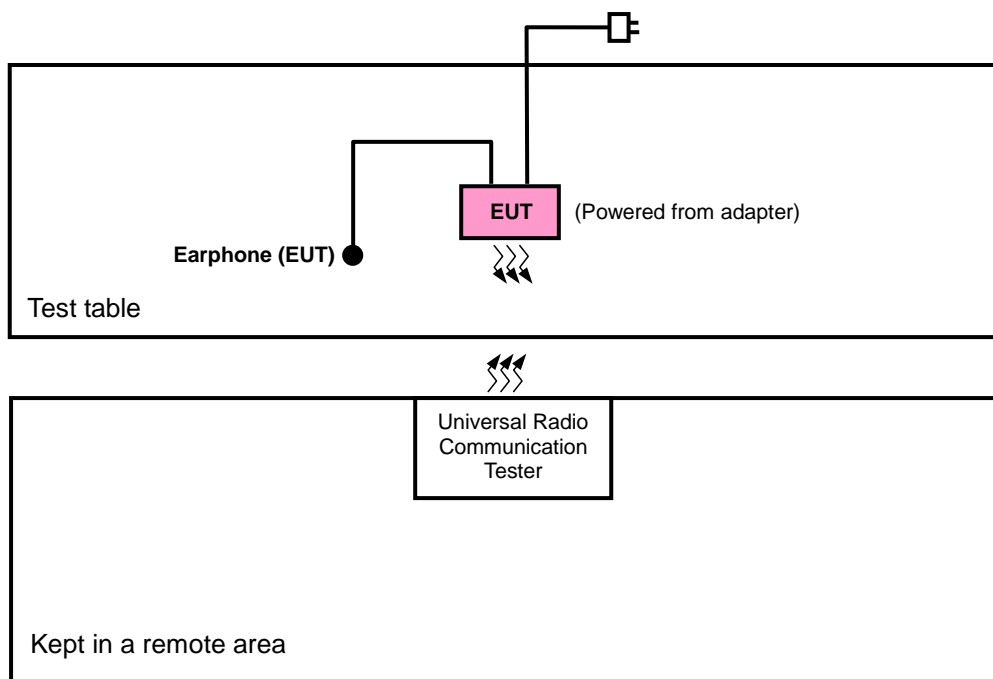 EUT
(Powered from adapter)
Earphone (EUT)
Test table
Universal Radio
Communication
Tester
Kept in a remote area